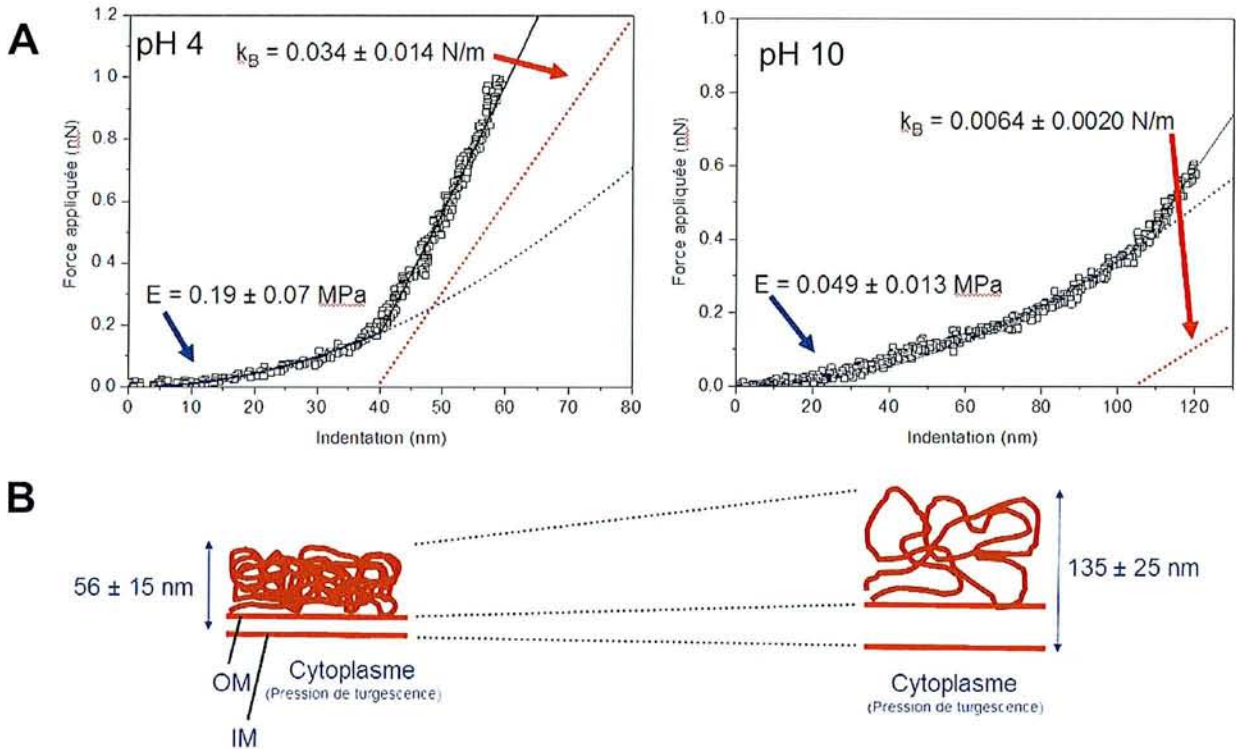 A
pH 4
k_B = 0.034 ± 0.014 N/m
E = 0.19 ± 0.07 MPa
Force appliquée (nN)
1.2
1.0
0.8
0.6
0.4
0.2
0.0
0 10 20 30 40 50 60 70 80
Indentation (nm)
pH 10
k_B = 0.0064 ± 0.0020 N/m
E = 0.049 ± 0.013 MPa
Force appliquée (nN)
1.0
0.8
0.6
0.4
0.2
0.0
0 20 40 60 80 100 120
Indentation (nm)
B
56 ± 15 nm
OM
IM
Cytoplasme
(Pression de turgescence)
135 ± 25 nm
Cytoplasme
(Pression de turgescence)